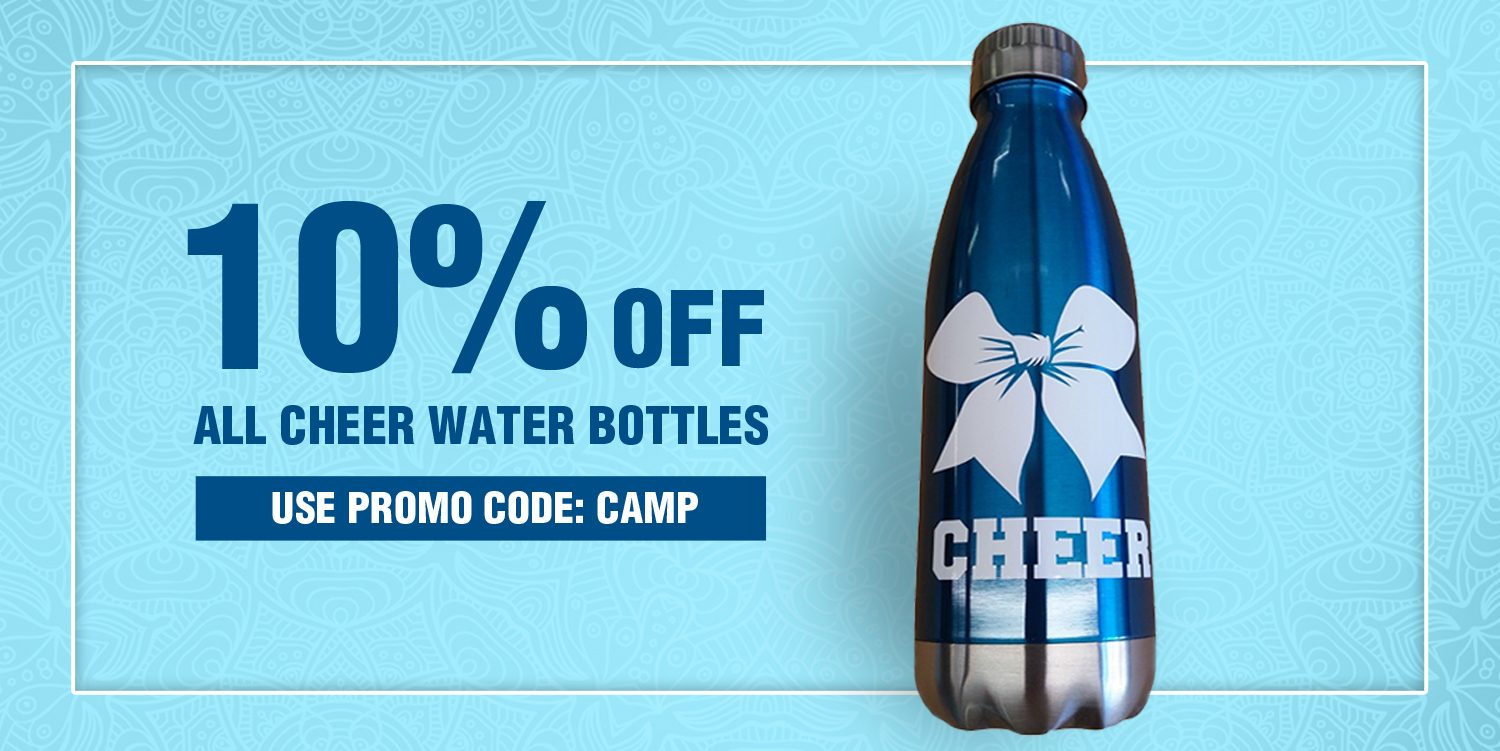 10% OFF
ALL CHEER WATER BOTTLES
USE PROMO CODE: CAMP
CHEER